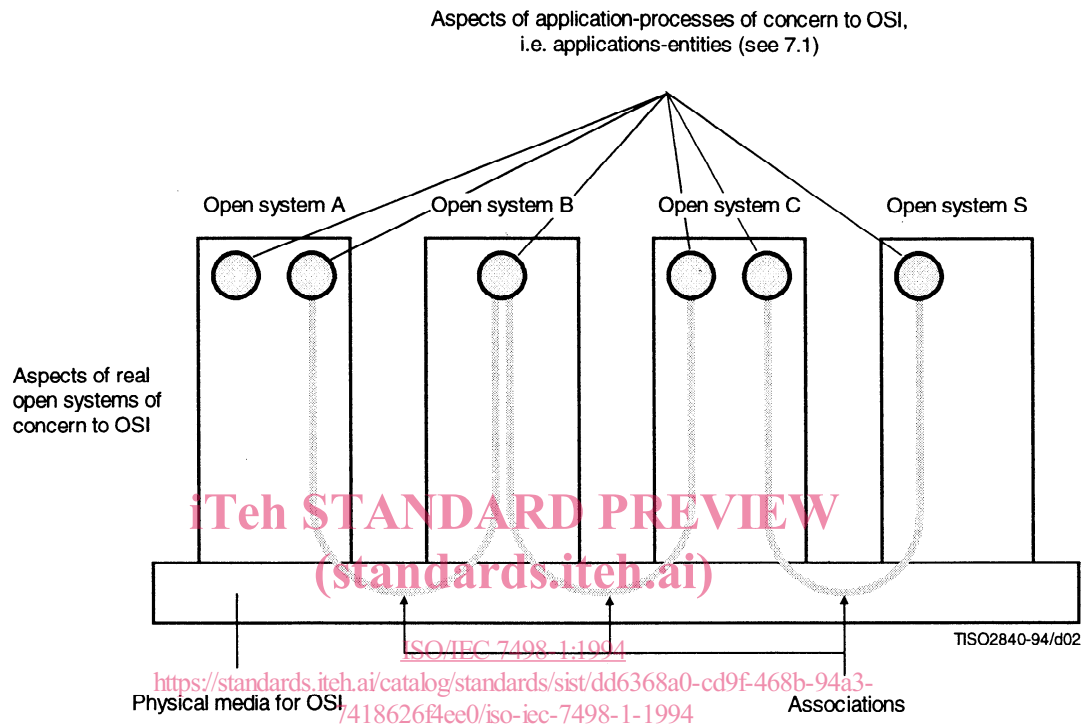 Aspects of application-processes of concern to OSI,
i.e. applications-entities (see 7.1)
Open system A
Open system B
Open system C
Open system S
Aspects of real
open systems of
concern to OSI
iTeh STANDARD PREVIEW
(standards.iteh.ai)
TISO2840-94/d02
ISO/IEC 7498-1:1994
https://standards.iteh.ai/catalog/standards/sist/dd6368a0-cd9f-468b-94a3-
Physical media for OSI
7418626f4ee0/iso-iec-7498-1-1994
Associations